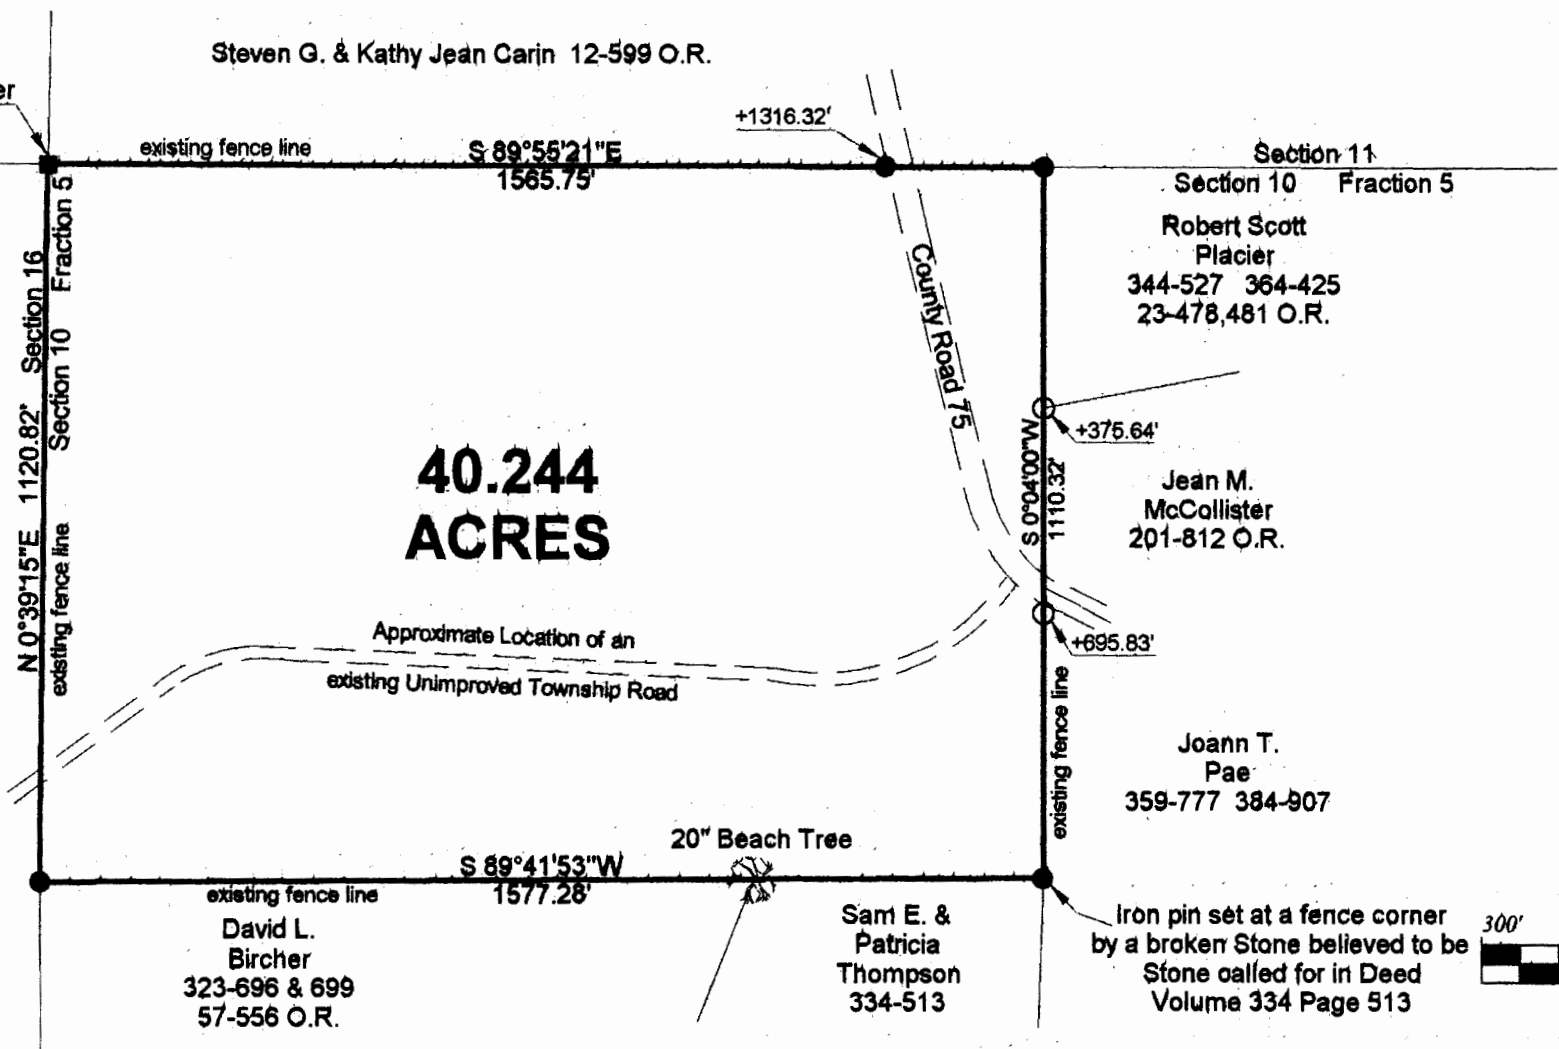 Steven G. & Kathy Jean Carin 12-599 O.R.
er
+1316.32'
existing fence line
S 89°55'21"E
1565.75'
Section 11
Section 10 Fraction 5
Robert Scott
Placier
344-527 364-425
23-478,481 O.R.
Section 16
Section 10 Fraction 5
N 0°39'15"E 1120.82'
existing fence line
County Road 75
40.244
ACRES
+375.64'
S 0°04'00"W
1110.32'
Jean M.
McCollister
201-812 O.R.
Approximate Location of an
existing Unimproved Township Road
+695.83'
existing fence line
Joann T.
Pae
359-777 384-907
20" Beach Tree
S 89°41'53"W
1577.28'
existing fence line
David L.
Bircher
323-696 & 699
57-556 O.R.
Sam E. &
Patricia
Thompson
334-513
Iron pin set at a fence corner
by a broken Stone believed to be
Stone called for in Deed
Volume 334 Page 513
300'